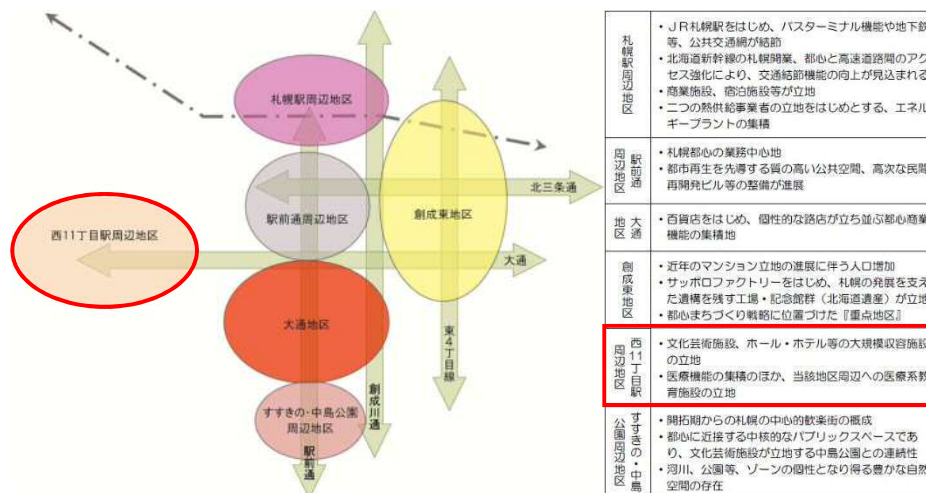 札幌駅周辺地区
北三条通
駅前通周辺地区
創成東地区
西11丁目駅周辺地区
大通
大通地区
東4丁目線
創成川通
すすきの・中島公園
周辺地区
駅前通
札幌駅周辺地区
・JR札幌駅をはじめ、バスターミナル機能や地下鉄
等、公共交通網が結節
・北海道新幹線の札幌開業、都心と高速道路間のアク
セス強化により、交通結節機能の向上が見込まれる
・商業施設、宿泊施設等が立地
・二つの熱供給事業者の立地をはじめとする、エネル
ギープラントの集積
駅前通
周辺地区
・札幌都心の業務中心地
・都市再生を先導する質の高い公共空間、高次な民間
再開発ビル等の整備が進展
大通
地区
・百貨店をはじめ、個性的な路店が立ち並ぶ都心商業
機能の集積地
創成東地区
・近年のマンション立地の進展に伴う人口増加
・サッポロファクトリーをはじめ、札幌の発展を支え
た遺構を残す工場・記念館群（北海道遺産）が立地
・都心まちづくり戦略に位置づけた『重点地区』
西11丁目駅
周辺地区
・文化芸術施設、ホール・ホテル等の大規模収容施設
の立地
・医療機能の集積のほか、当該地区周辺への医療系教
育施設の立地
すすきの・中島
公園周辺地区
・開拓期からの札幌の中心的歓楽街の概成
・都心に近接する中核的なパブリックスペースであ
り、文化芸術施設が立地する中島公園との連続性
・河川、公園等、ゾーンの個性となり得る豊かな自然
空間の存在